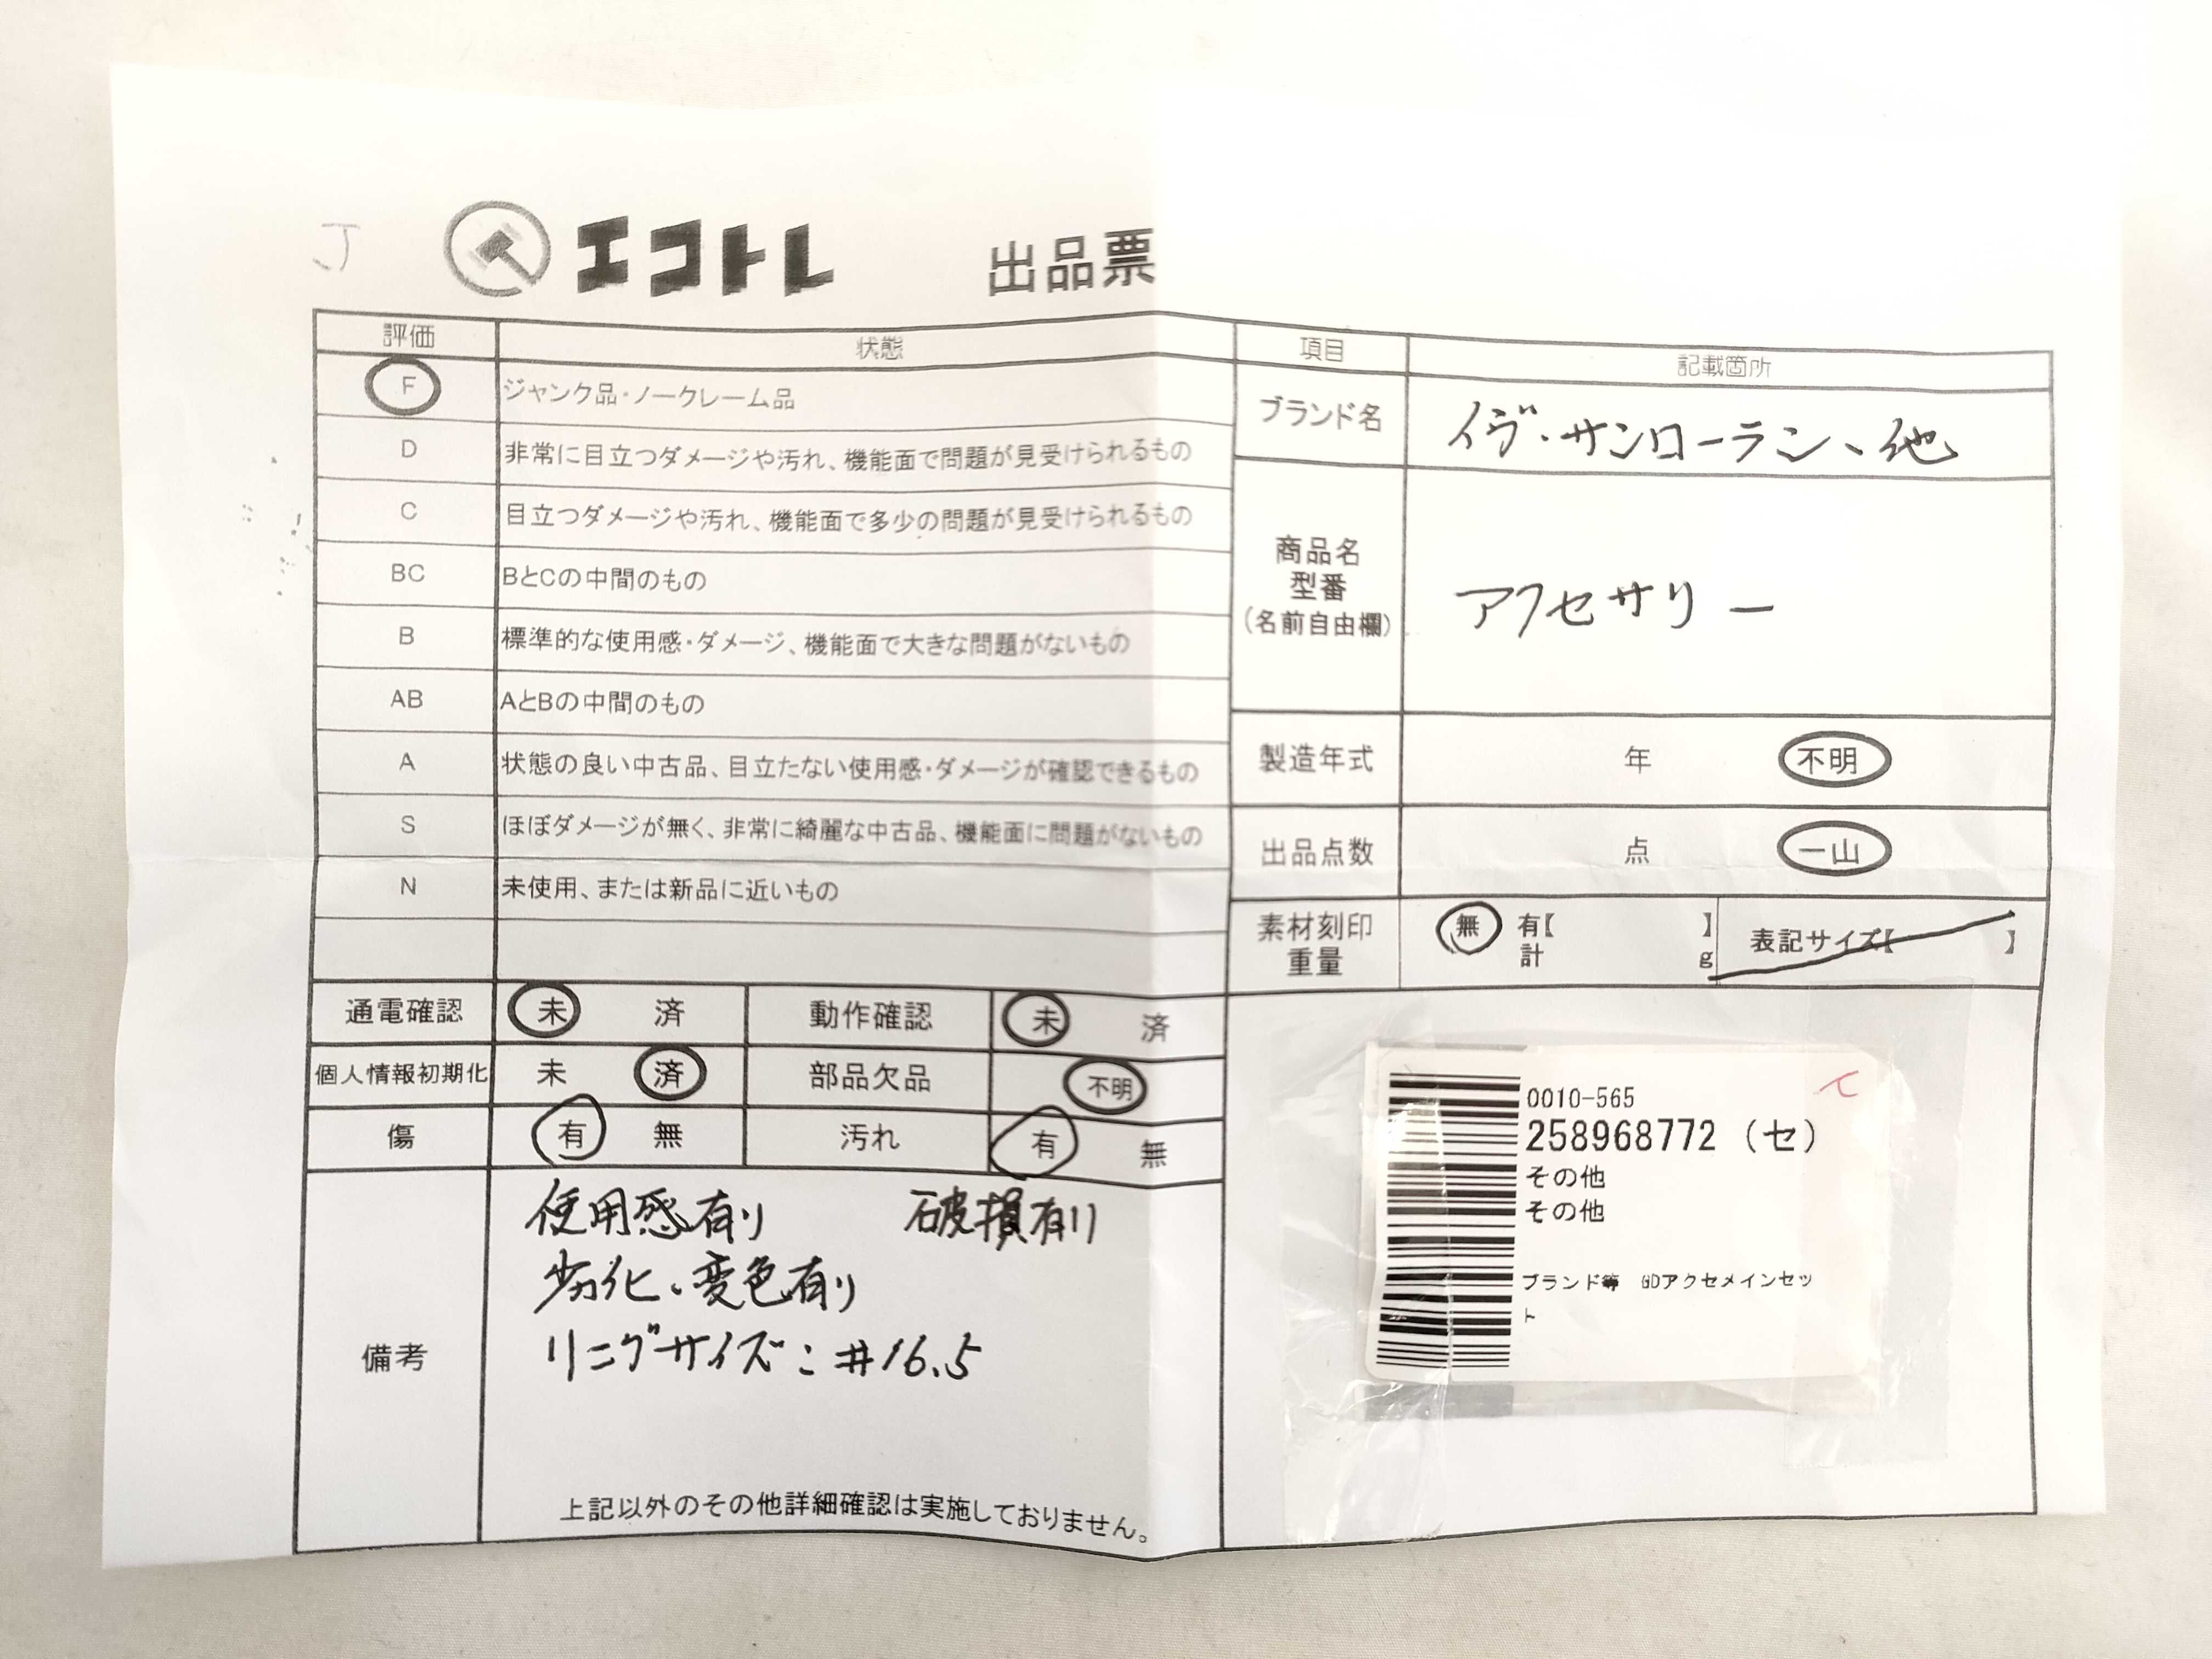 J
エコトレ 出品票
評価 状態
F ジャンク品・ノークレーム品
D 非常に目立つダメージや汚れ、機能面で問題が見受けられるもの
C 目立つダメージや汚れ、機能面で多少の問題が見受けられるもの
BC BとCの中間のもの
B 標準的な使用感・ダメージ、機能面で大きな問題がないもの
AB AとBの中間のもの
A 状態の良い中古品、目立たない使用感・ダメージが確認できるもの
S ほぼダメージが無く、非常に綺麗な中古品、機能面に問題がないもの
N 未使用、または新品に近いもの
項目 記載箇所
ブランド名 イヴ・サンローラン、他
商品名
型番
(名前自由欄)
アクセサリー
製造年式 年 不明
出品点数 点 一山
素材刻印 無 有【 】
重量 計 g
表記サイズ【 】
通電確認 未 済 動作確認 未 済
個人情報初期化 未 済 部品欠品 不明
傷 有 無 汚れ 有 無
備考
使用感有り 破損有り
劣化、変色有り
リングサイズ:#16.5
上記以外のその他詳細確認は実施しておりません。
0010-565
258968772 (セ)
その他
その他
ブランド等 GDアクセメインセッ
ト